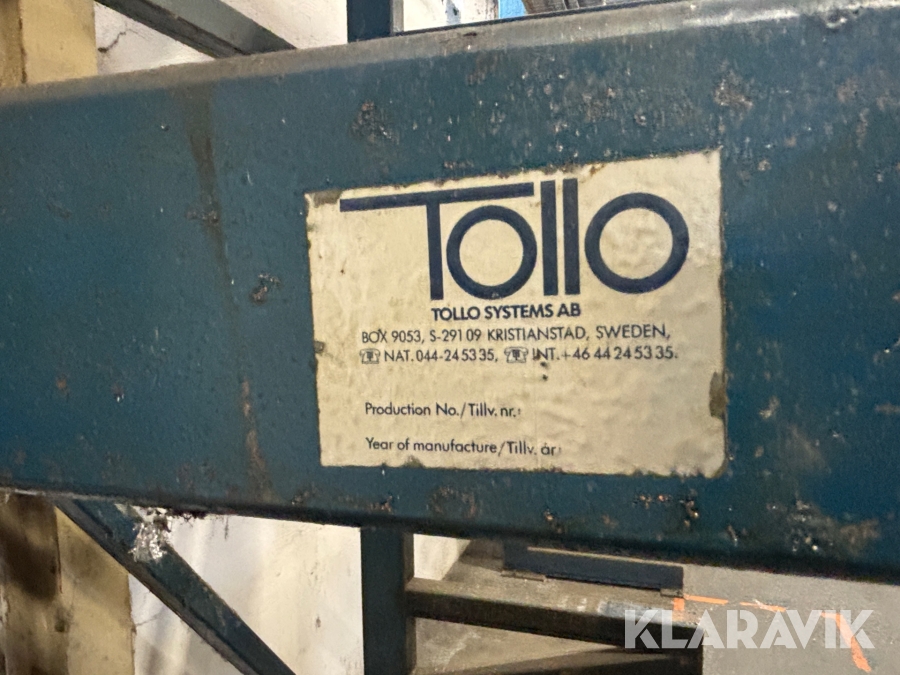 Tollo
TOLLO SYSTEMS AB
BOX 9053, S-291 09 KRISTIANSTAD, SWEDEN,
☎ NAT. 044-24 53 35, ☎ INT. +46 44 24 53 35.
Production No./Tillv. nr.:
Year of manufacture/Tillv. år:
KLARAVIK